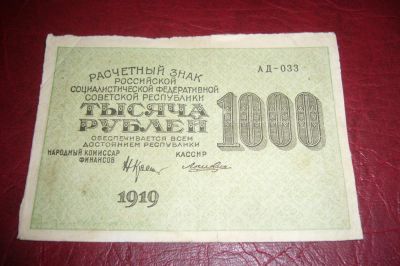 РАСЧЕТНЫЙ ЗНАК
РОССИЙСКОЙ
СОЦИАЛИСТИЧЕСКОЙ ФЕДЕРАТИВНОЙ
СОВЕТСКОЙ РЕСПУБЛИКИ
АД-033
ТЫСЯЧА
РУБЛЕЙ
1000
ОБЕСПЕЧИВАЕТСЯ ВСЕМ
ДОСТОЯНИЕМ РЕСПУБЛИКИ
НАРОДНЫЙ КОМИССАР
ФИНАНСОВ
КАССИР
1919